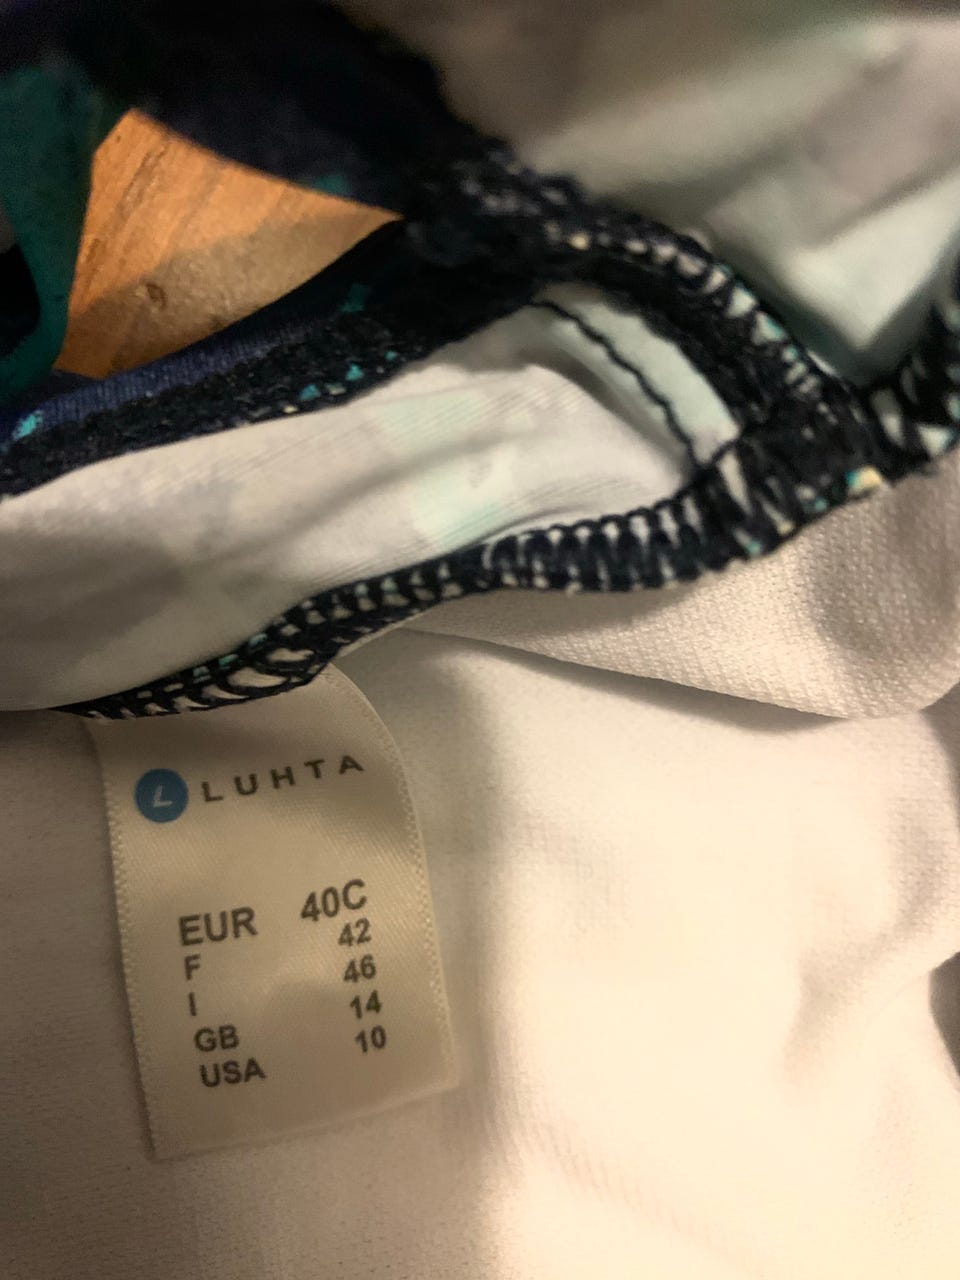 L LUHTA
EUR 40C
F 42
I 46
GB 14
USA 10